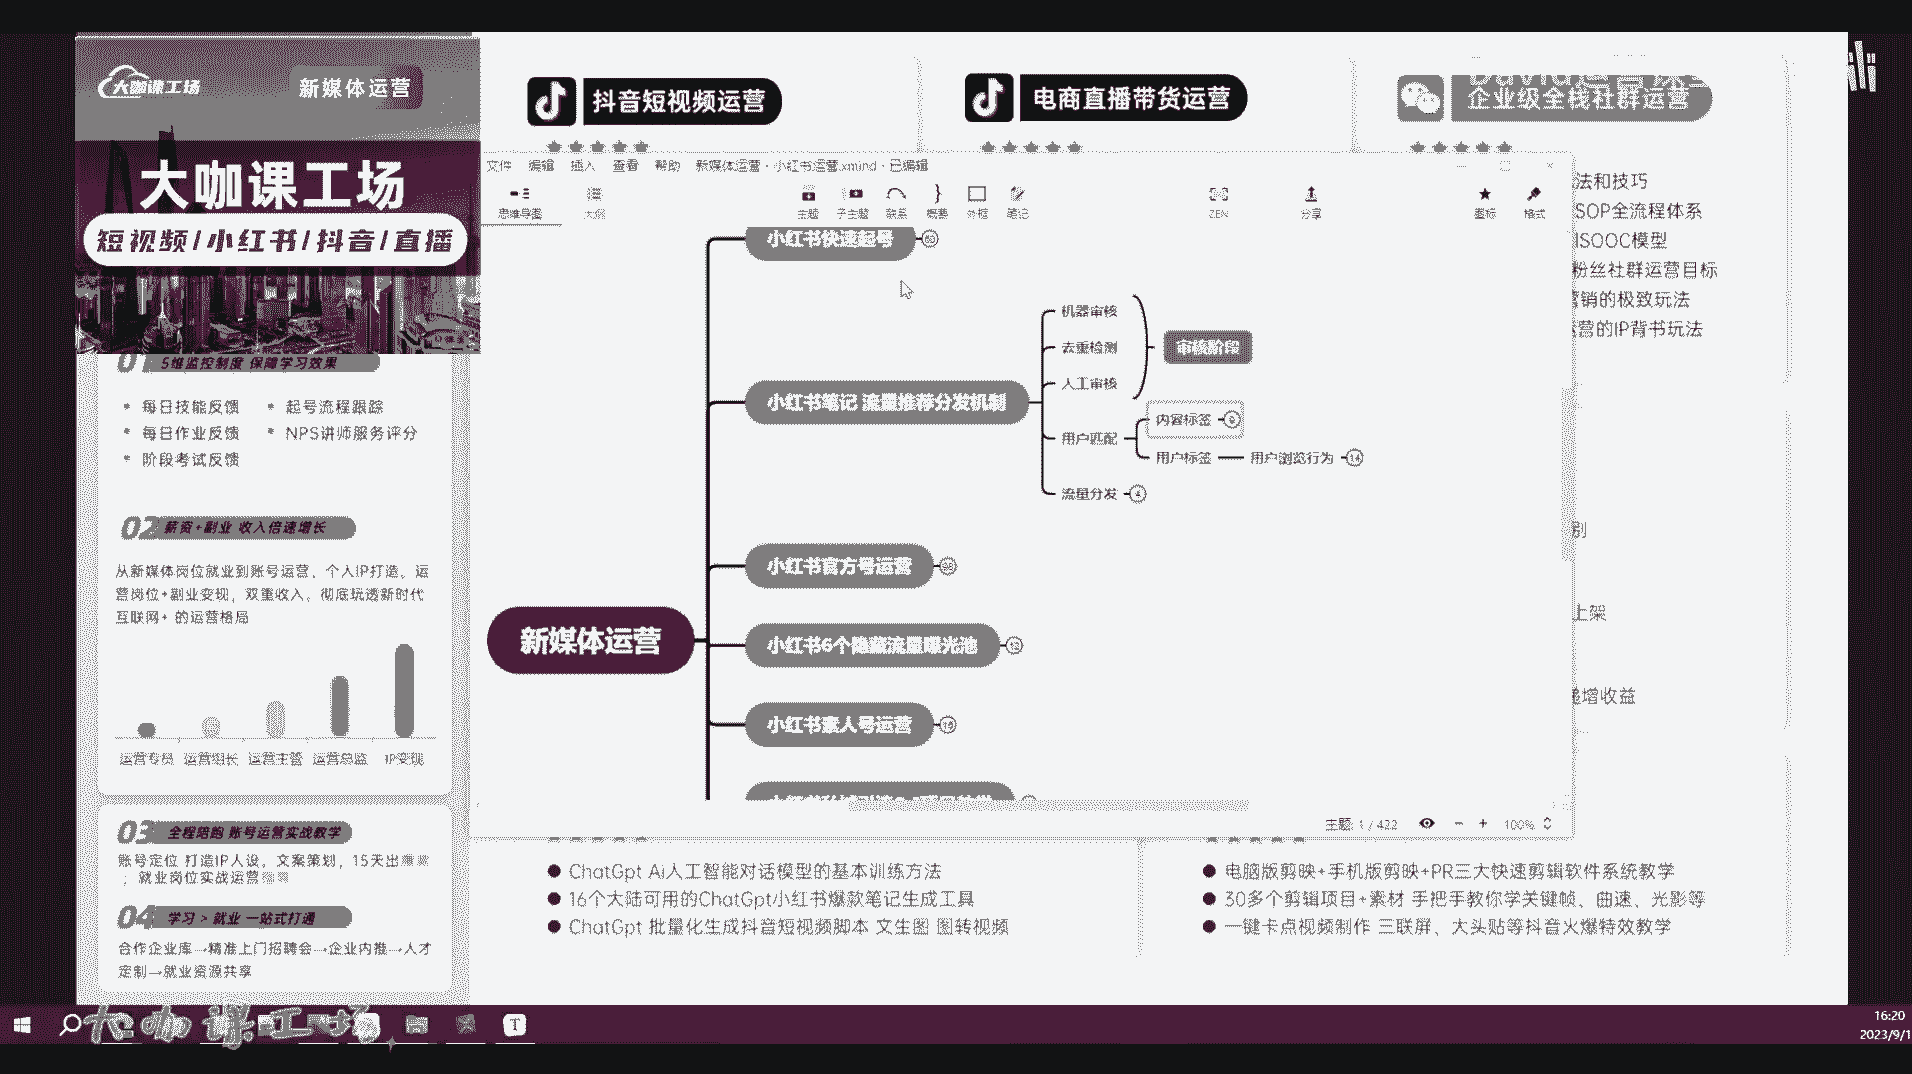 大咖课工场
新媒体运营
大咖课工场
短视频/小红书/抖音/直播
01 5维监控制度 保障学习效果
每日技能反馈
起号流程跟踪
每日作业反馈
NPS讲师服务评分
阶段考试反馈
02 薪资+副业 收入倍速增长
从新媒体岗位就业到账号运营、个人IP打造。运
营岗位+副业变现，双重收入。彻底玩透新时代
互联网+ 的运营格局
运营专员 运营组长 运营主管 运营总监 IP变现
03 全程陪跑 账号运营实战教学
账号定位 打造IP人设、文案策划，15天出
；就业岗位实战运营
04 学习 > 就业 一站式打通
合作企业库→精准上门招聘会→企业内推→人才
定制→就业资源共享
抖音短视频运营
电商直播带货运营
企业级全栈社群运营
文件 编辑 插入 查看 帮助 新媒体运营 - 小红书运营.xmind - 已编辑
思维导图 大纲 主题 子主题 联系 概要 外框 笔记 ZEN 分享 图标 格式
小红书快速起号
机器审核
去重检测
人工审核
审核阶段
小红书笔记 流量推荐分发机制
用户匹配
内容标签
用户标签
用户浏览行为 14
流量分发 4
小红书官方号运营
新媒体运营
小红书6个隐藏流量曝光池 12
小红书素人号运营
主题: 1 / 422
100%
法和技巧
SOP全流程体系
ISOOC模型
粉丝社群运营目标
营销的极致玩法
运营的IP背书玩法
别
上架
递增收益
ChatGpt Ai人工智能对话模型的基本训练方法
16个大陆可用的ChatGpt小红书爆款笔记生成工具
ChatGpt 批量化生成抖音短视频脚本 文生图 图转视频
电脑版剪映+手机版剪映+PR三大快速剪辑软件系统教学
30多个剪辑项目+素材 手把手教你学关键帧、曲速、光影等
一键卡点视频制作 三联屏、大头贴等抖音火爆特效教学
大咖课工场
T
16:20
2023/9/1